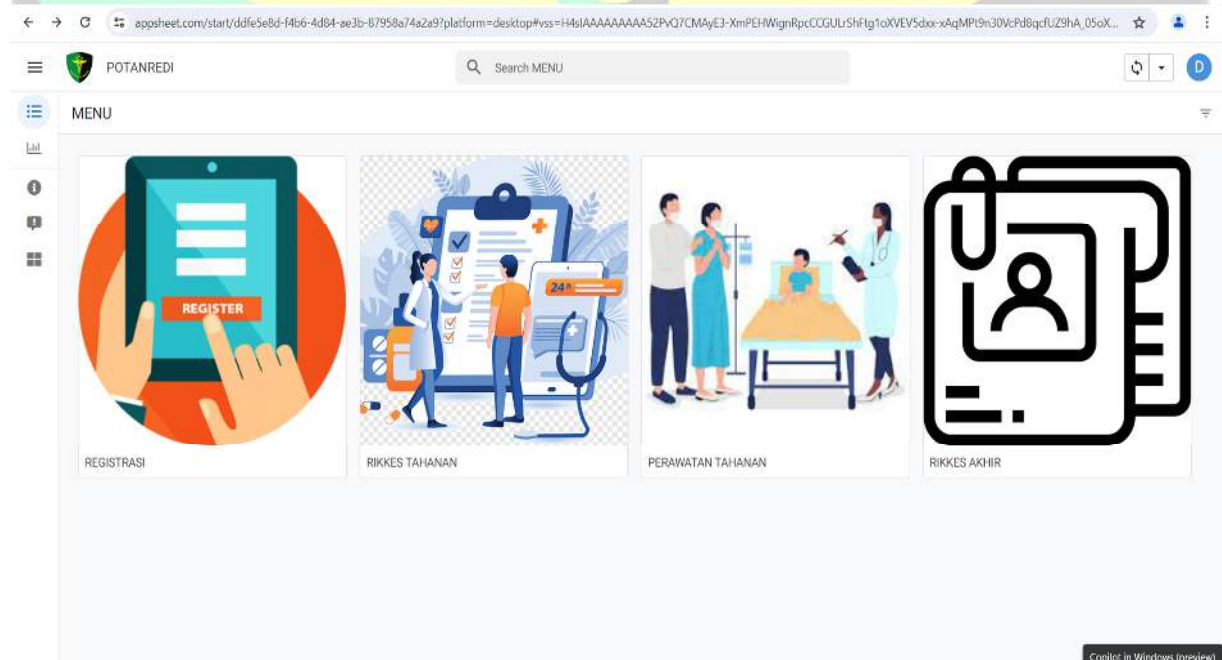 appsheet.com/start/ddfe5e8d-f4b6-4d84-ae3b-87958a74a2a9?platform=desktop#vss=H4sIAAAAAAAAA52PvQ7CMAyE3-XmPEHWignRpcCCGULrShFtg1oXVEV5dxx-xAqMPt9n30VcPd8qcfUZ9hA_05oX...
POTANREDI
Search MENU
D
MENU
REGISTER
24
REGISTRASI
RIKKES TAHANAN
PERAWATAN TAHANAN
RIKKES AKHIR
Copilot in Windows (preview)